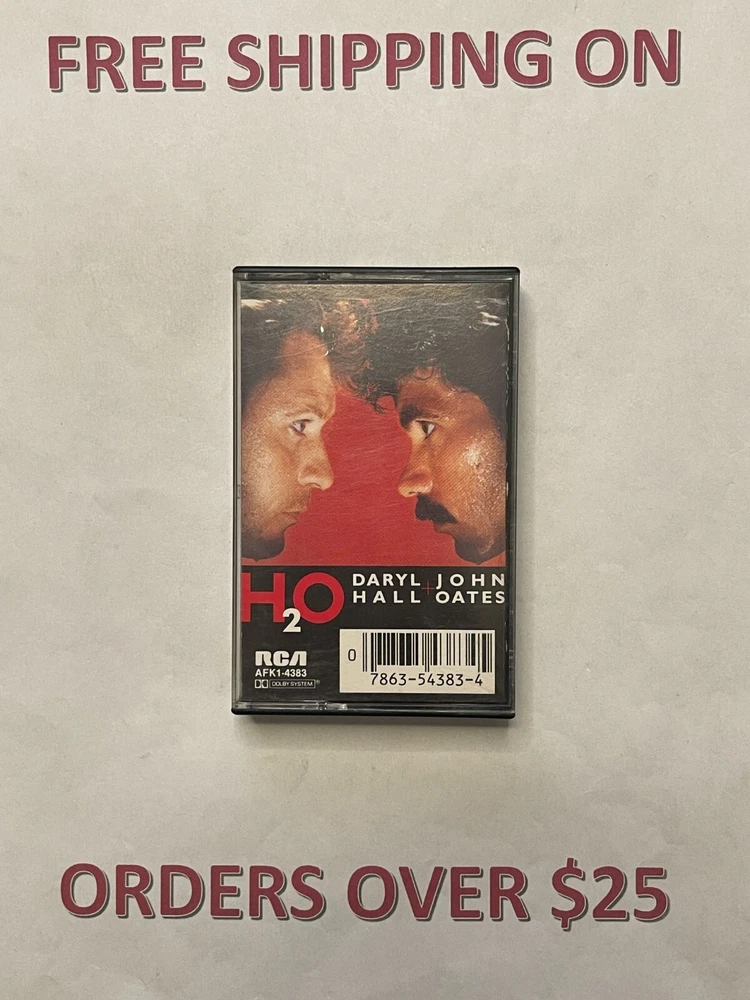 FREE SHIPPING ON
H2O
DARYL + JOHN
HALL OATES
RCA
AFK1-4383
DOLBY SYSTEM®
0 7863-54383-4
ORDERS OVER $25